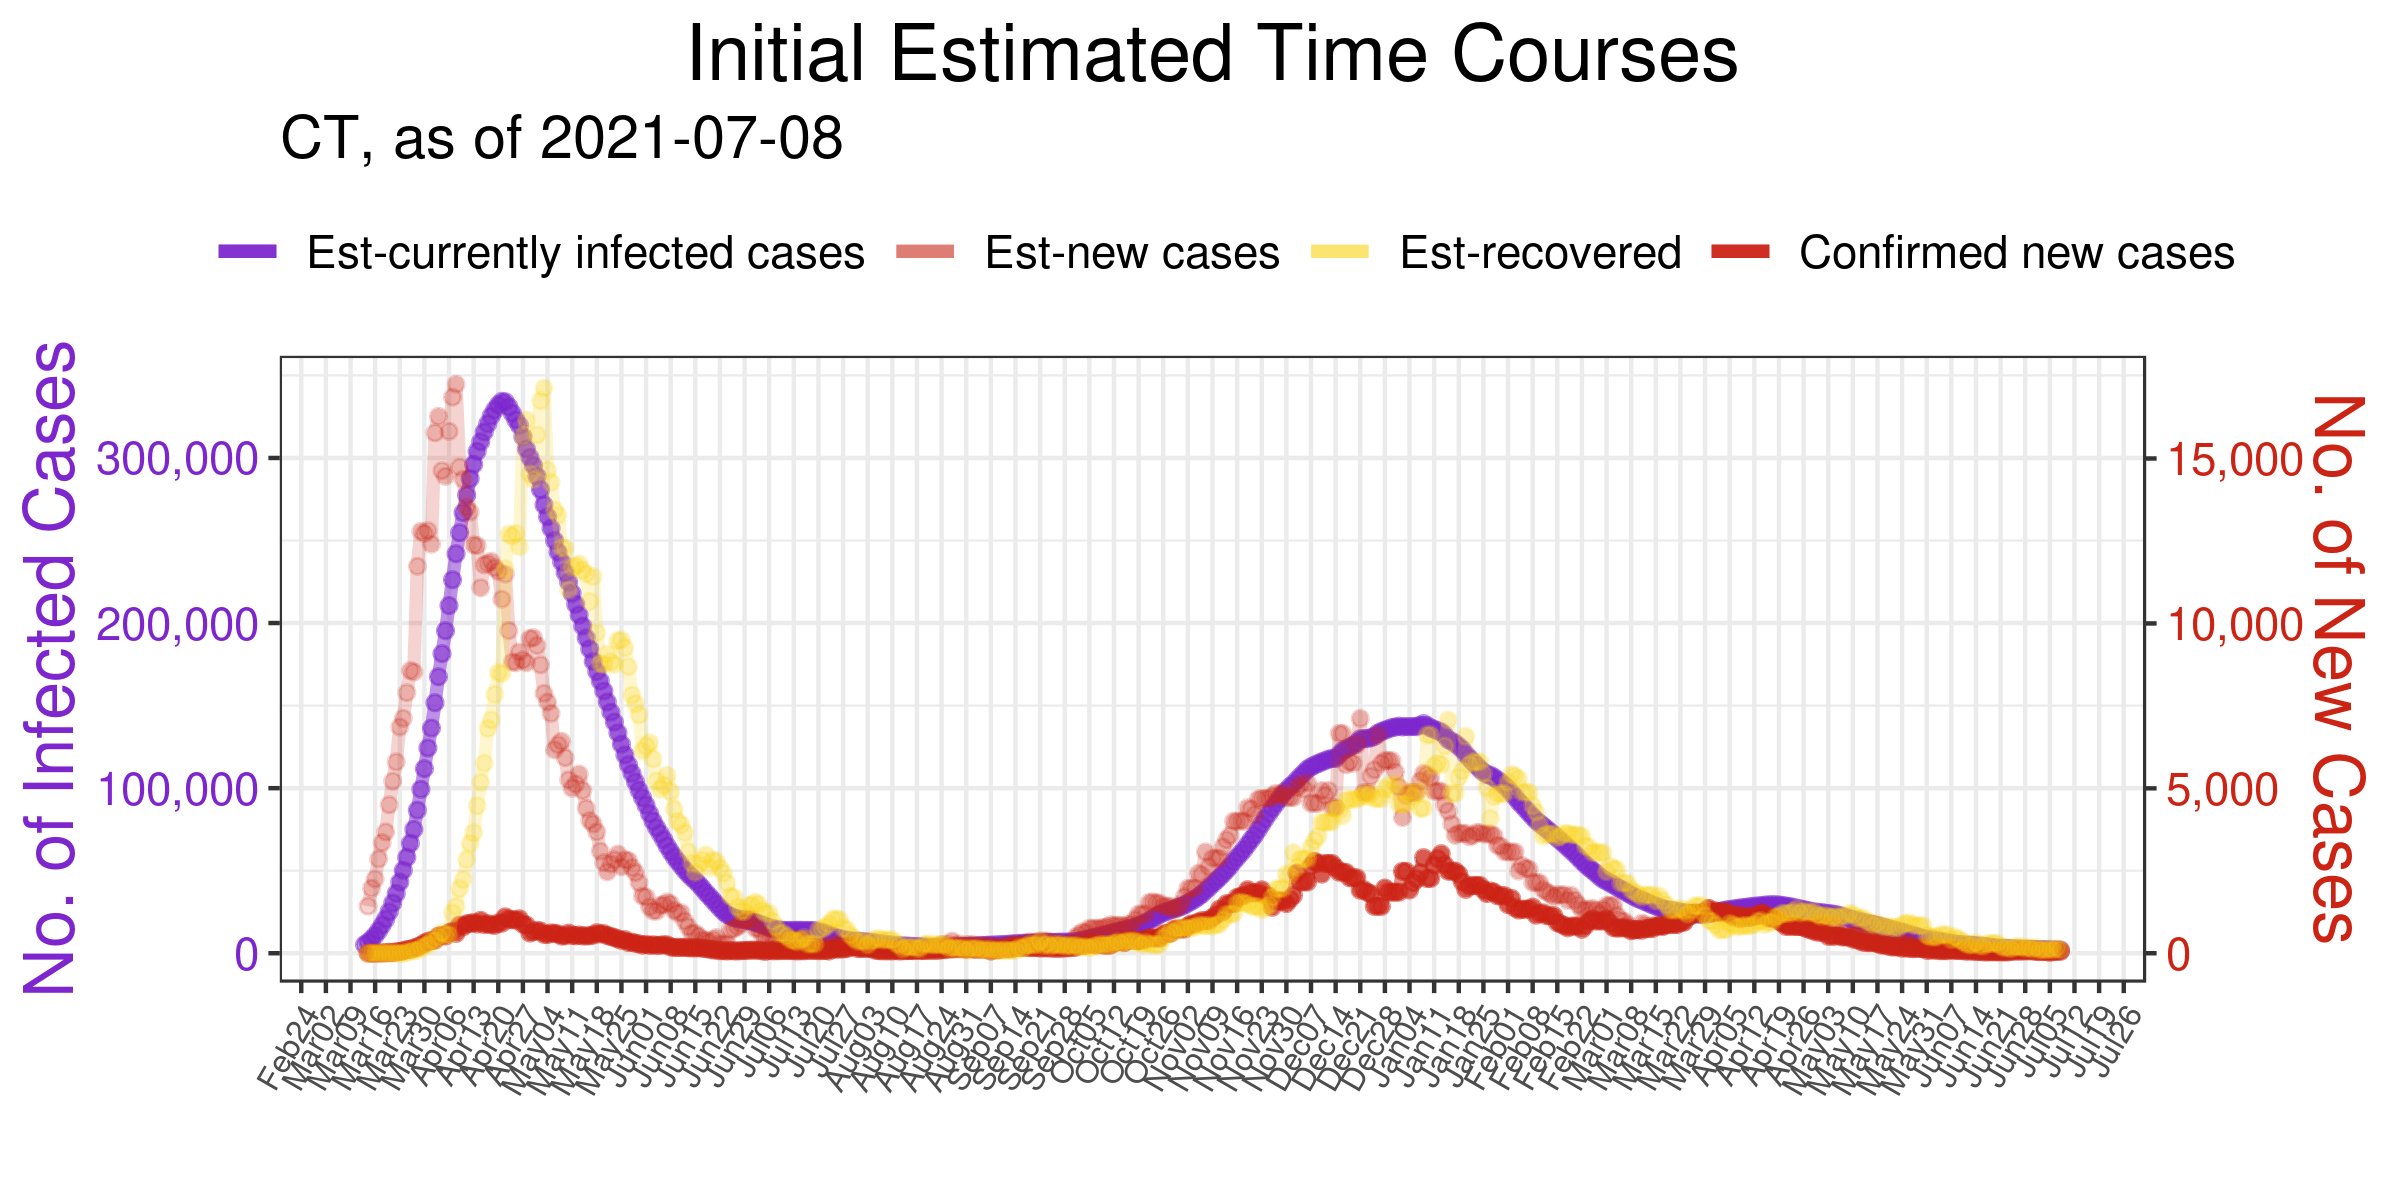 Initial Estimated Time Courses
CT, as of 2021-07-08
Est-currently infected cases Est-new cases Est-recovered Confirmed new cases
No. of Infected Cases
300,000
200,000
100,000
0
15,000
10,000
5,000
0
No. of New Cases
Feb24 Mar02 Mar09 Mar16 Mar23 Mar30 Apr06 Apr13 Apr20 Apr27 May04 May11 May18 May25 Jun01 Jun08 Jun15 Jun22 Jun29 Jul06 Jul13 Jul20 Jul27 Aug03 Aug10 Aug17 Aug24 Aug31 Sep07 Sep14 Sep21 Sep28 Oct05 Oct12 Oct19 Oct26 Nov02 Nov09 Nov16 Nov23 Nov30 Dec07 Dec14 Dec21 Dec28 Jan04 Jan11 Jan18 Jan25 Feb01 Feb08 Feb15 Feb22 Mar01 Mar08 Mar15 Mar22 Mar29 Apr05 Apr12 Apr19 Apr26 May03 May10 May17 May24 May31 Jun07 Jun14 Jun21 Jun28 Jul05 Jul12 Jul19 Jul26